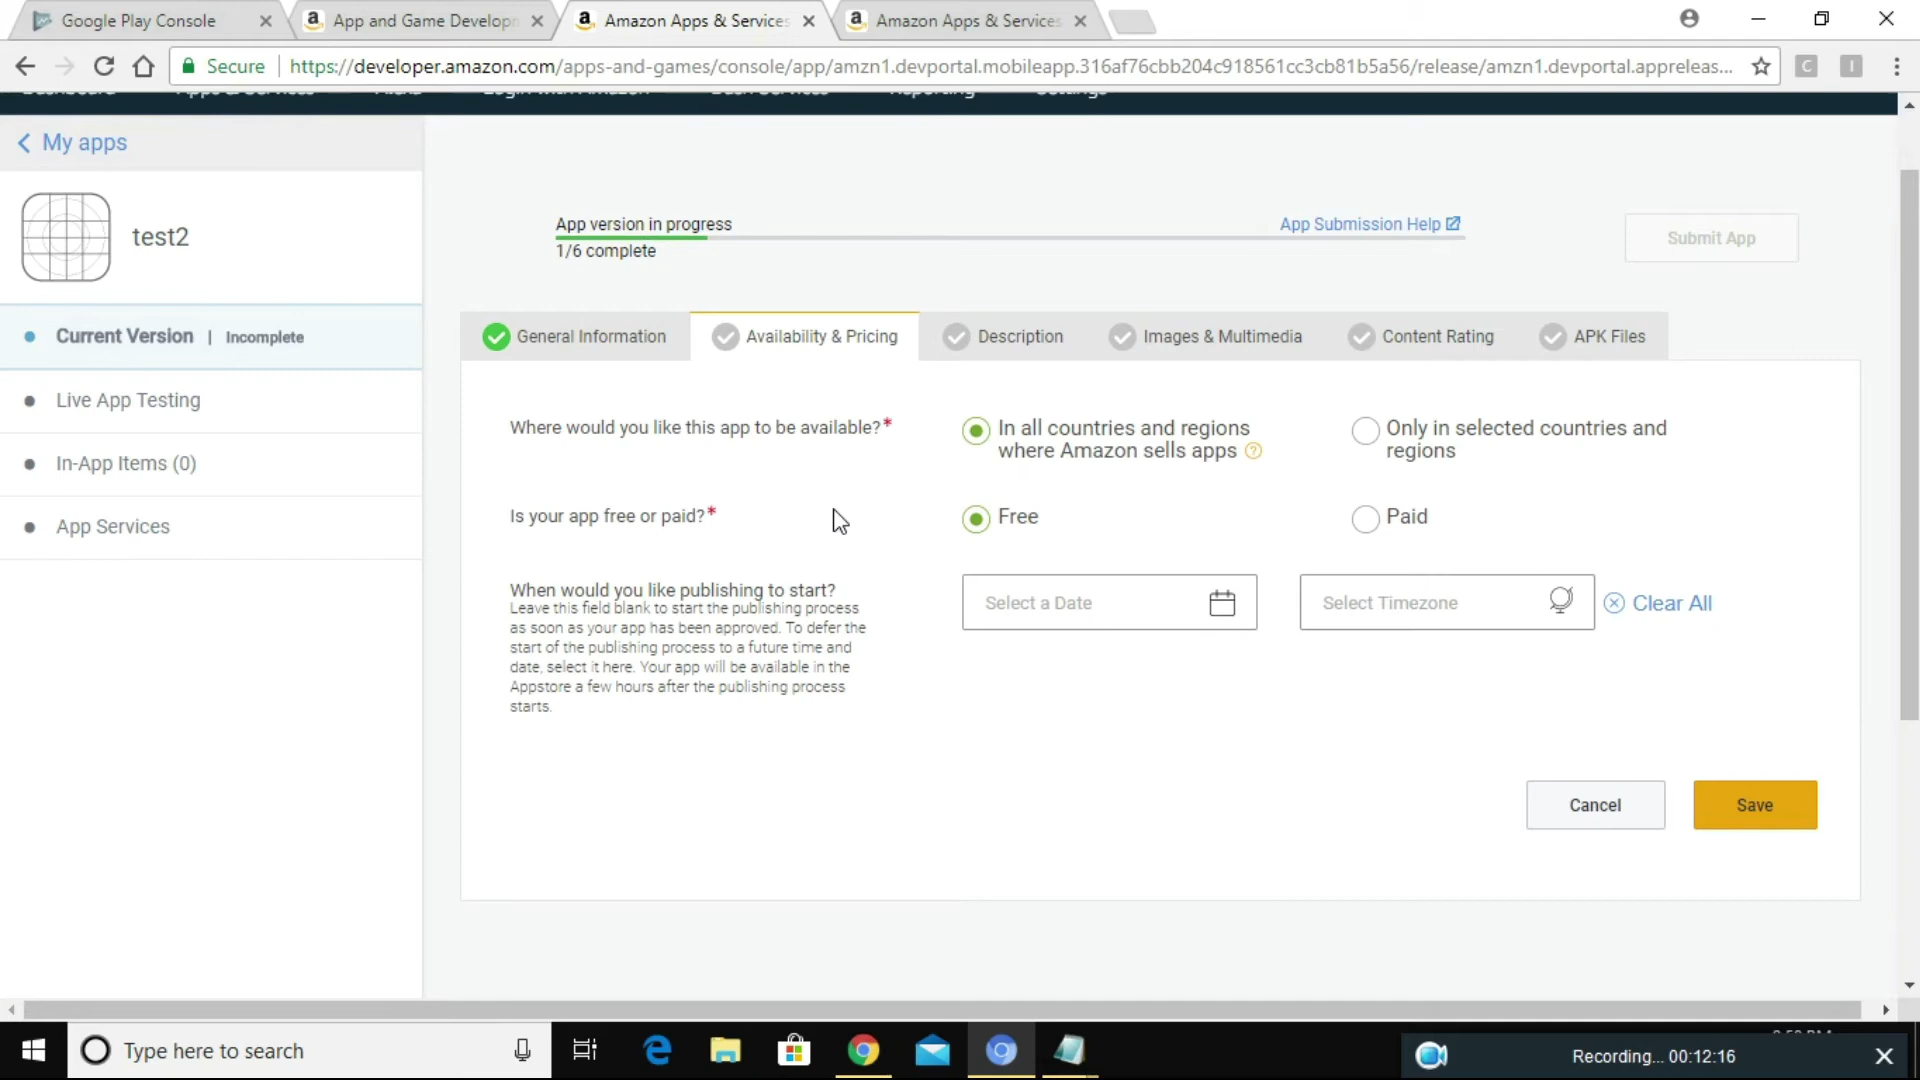 Google Play Console
App and Game Developm
Amazon Apps & Services
Amazon Apps & Services
Secure
https://developer.amazon.com/apps-and-games/console/app/amzn1.devportal.mobileapp.316af76cbb204c918561cc3cb81b5a56/release/amzn1.devportal.appreleas...
C
I
My apps
test2
Current Version | Incomplete
Live App Testing
In-App Items (0)
App Services
App version in progress
1/6 complete
App Submission Help
Submit App
General Information
Availability & Pricing
Description
Images & Multimedia
Content Rating
APK Files
Where would you like this app to be available?*
In all countries and regions
where Amazon sells apps
Only in selected countries and
regions
Is your app free or paid?*
Free
Paid
When would you like publishing to start?
Leave this field blank to start the publishing process
as soon as your app has been approved. To defer the
start of the publishing process to a future time and
date, select it here. Your app will be available in the
Appstore a few hours after the publishing process
starts.
Select a Date
Select Timezone
Clear All
Cancel
Save
Type here to search
Recording... 00:12:16